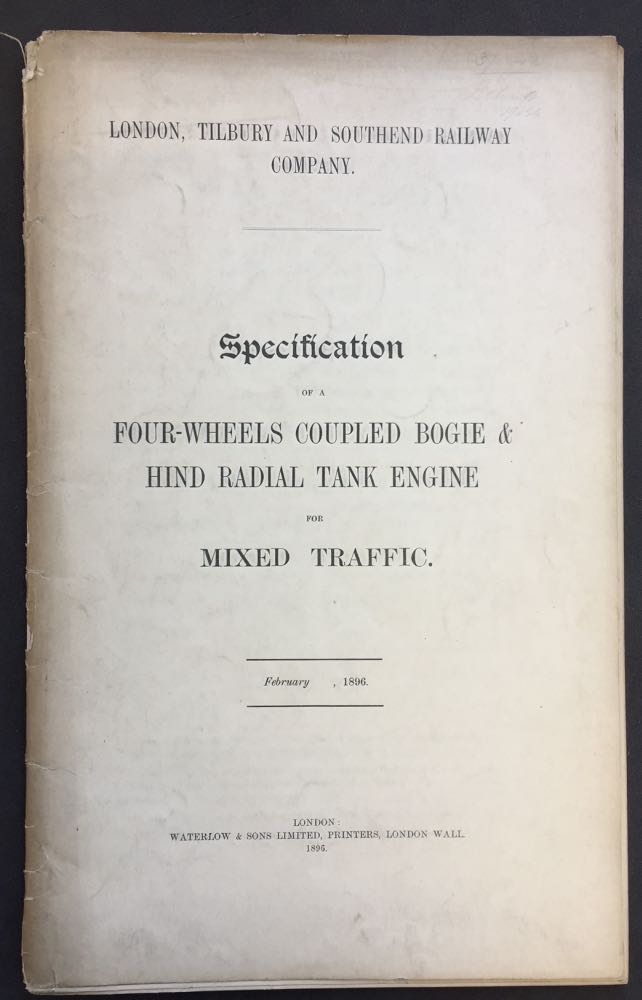 LONDON, TILBURY AND SOUTHEND RAILWAY
COMPANY.
Specification
OF A
FOUR-WHEELS COUPLED BOGIE &
HIND RADIAL TANK ENGINE
FOR
MIXED TRAFFIC.
February , 1896.
LONDON:
WATERLOW & SONS LIMITED, PRINTERS, LONDON WALL.
1896.